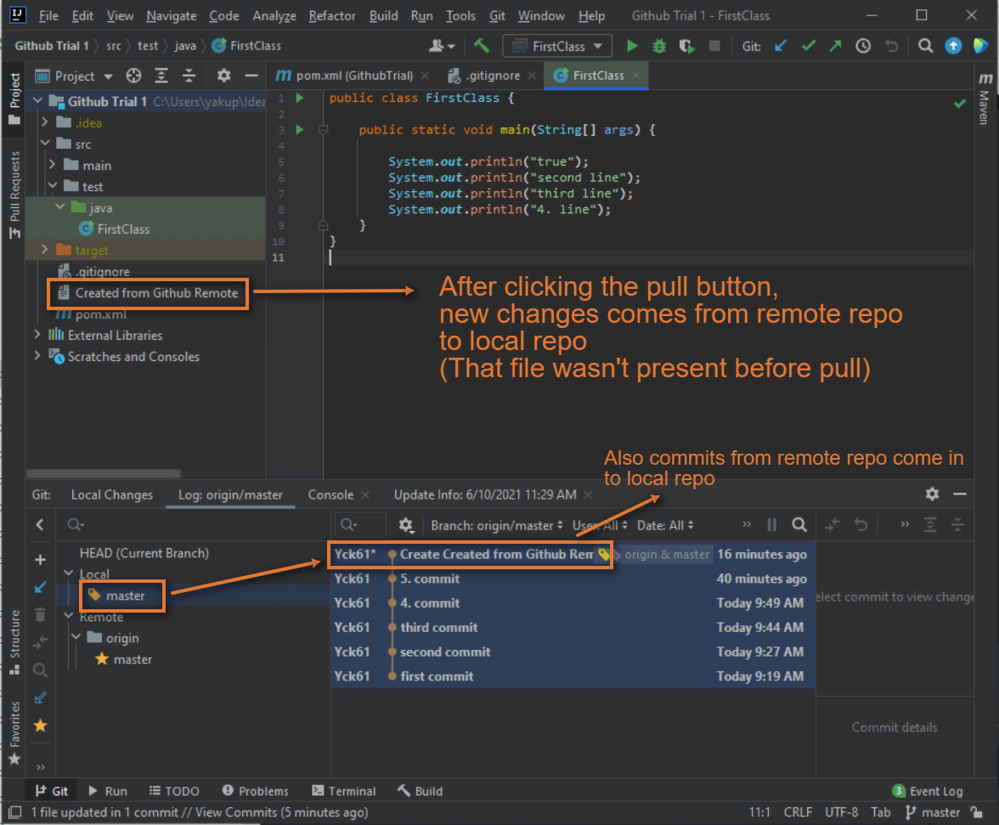 File Edit View Navigate Code Analyze Refactor Build Run Tools Git Window Help Github Trial 1 - FirstClass
Github Trial 1 src test java FirstClass FirstClass Git:
Project
pom.xml (GithubTrial) .gitignore FirstClass
Project
Pull Requests
Structure
Favorites
Maven
Github Trial 1 C:\Users\yakup\Idea
.idea
src
main
test
java
FirstClass
target
.gitignore
Created from Github Remote
pom.xml
External Libraries
Scratches and Consoles
1 public class FirstClass {
2
3 public static void main(String[] args) {
4
5 System.out.println("true");
6 System.out.println("second line");
7 System.out.println("third line");
8 System.out.println("4. line");
9 }
10 }
11
After clicking the pull button,
new changes comes from remote repo
to local repo
(That file wasn't present before pull)
Also commits from remote repo come in
to local repo
Git: Local Changes Log: origin/master Console Update Info: 6/10/2021 11:29 AM
Branch: origin/master User: All Date: All
HEAD (Current Branch)
Local
master
Remote
origin
master
Yck61* Create Created from Github Rem origin & master 16 minutes ago
Yck61 5. commit 40 minutes ago
Yck61 4. commit Today 9:49 AM
Yck61 third commit Today 9:44 AM
Yck61 second commit Today 9:27 AM
Yck61 first commit Today 9:19 AM
elect commit to view change
Commit details
Git Run TODO Problems Terminal Build 3 Event Log
1 file updated in 1 commit // View Commits (5 minutes ago) 11:1 CRLF UTF-8 Tab master